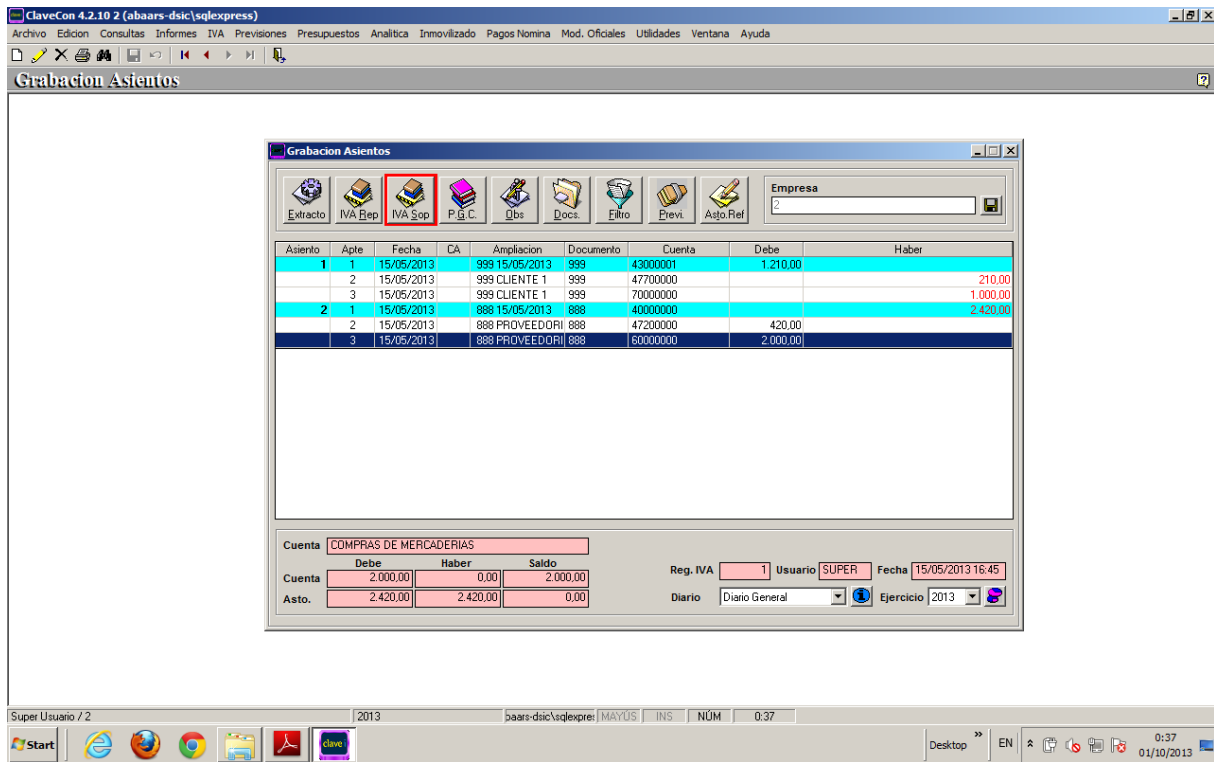 ClaveCon 4.2.10 2 (abaars-dsic\sqlexpress)
Archivo Edicion Consultas Informes IVA Previsiones Presupuestos Analitica Inmovilizado Pagos Nomina Mod. Oficiales Utilidades Ventana Ayuda
Grabacion Asientos
Grabacion Asientos
Extracto IVA Rep IVA Sop P.G.C. Obs Docs. Filtro Previ. Asto.Ref
Empresa
2
Asiento Apte Fecha CA Ampliacion Documento Cuenta Debe Haber
1 1 15/05/2013 999 15/05/2013 999 43000001 1.210,00
2 15/05/2013 999 CLIENTE 1 999 47700000 210,00
3 15/05/2013 999 CLIENTE 1 999 70000000 1.000,00
2 1 15/05/2013 888 15/05/2013 888 40000000 2.420,00
2 15/05/2013 888 PROVEEDORI 888 47200000 420,00
3 15/05/2013 888 PROVEEDORI 888 60000000 2.000,00
Cuenta COMPRAS DE MERCADERIAS
Debe Haber Saldo
Cuenta 2.000,00 0,00 2.000,00
Asto. 2.420,00 2.420,00 0,00
Reg. IVA 1 Usuario SUPER Fecha 15/05/2013 16:45
Diario Diario General Ejercicio 2013
Super Usuario / 2 2013 baars-dsic\sqlexpre: MAYÚS INS NÚM 0:37
Start clave Desktop » EN 0:37
01/10/2013